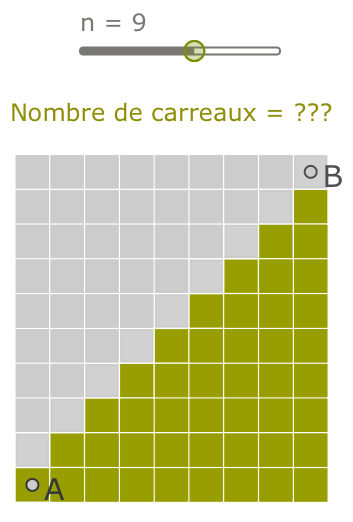 n = 9
Nombre de carreaux = ???
B
A